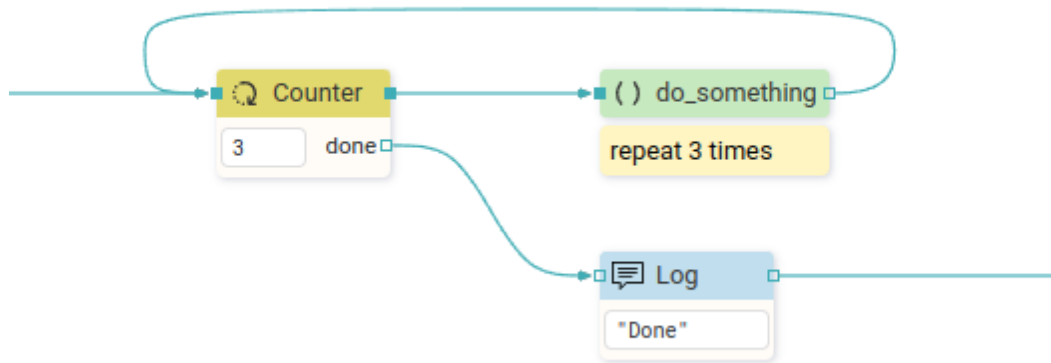 Counter
3
done
() do_something
repeat 3 times
Log
"Done"